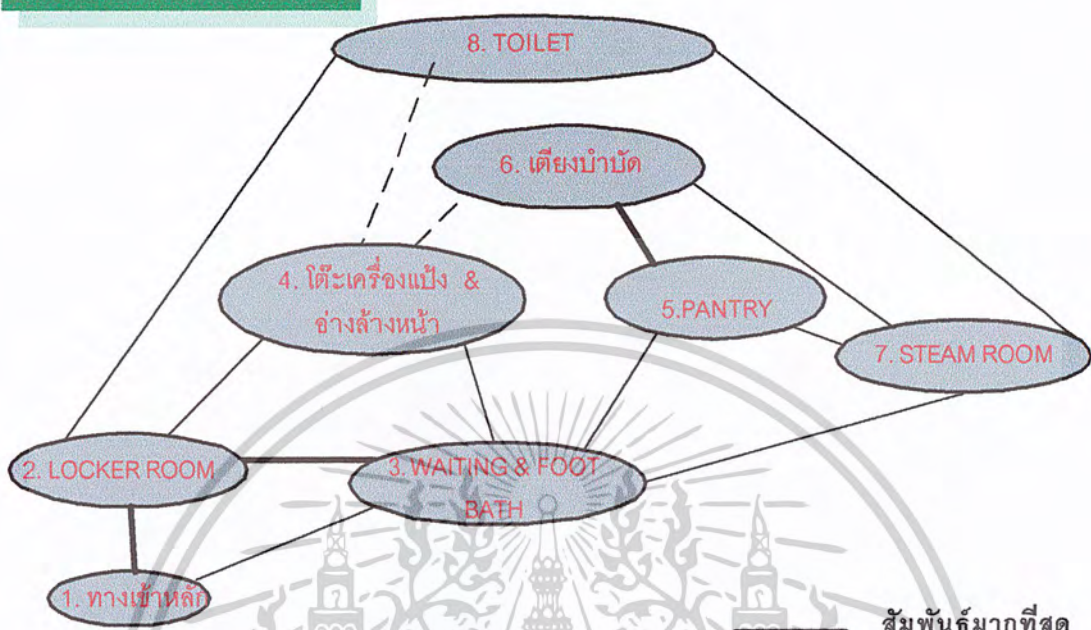 8. TOILET
6. เตียงบำบัด
4. โต๊ะเครื่องแป้ง &
อ่างล้างหน้า
5.PANTRY
7. STEAM ROOM
2. LOCKER ROOM
3. WAITING & FOOT
BATH
1. ทางเข้าหลัก
สัมพันธ์มากที่สุด